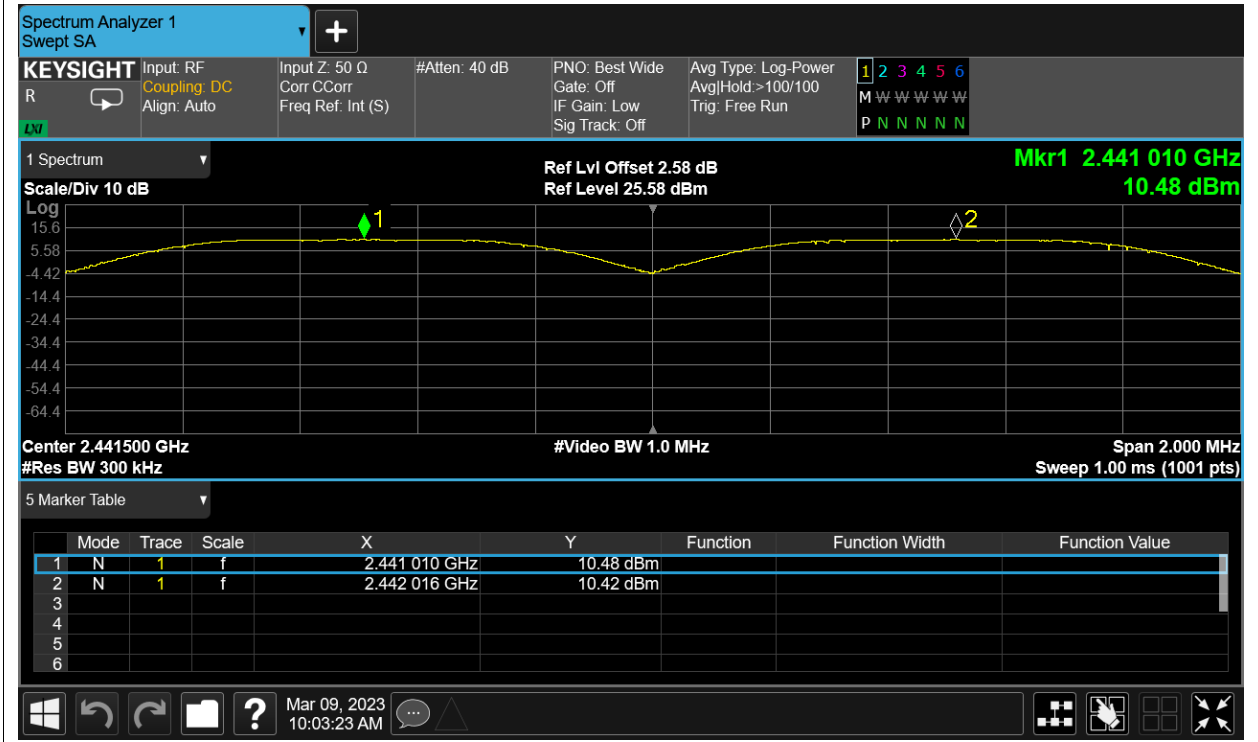 Spectrum Analyzer 1
Swept SA
KEYSIGHT
R
LXI
Input: RF
Coupling: DC
Align: Auto
Input Z: 50 Ω
Corr CCorr
Freq Ref: Int (S)
#Atten: 40 dB
PNO: Best Wide
Gate: Off
IF Gain: Low
Sig Track: Off
Avg Type: Log-Power
Avg|Hold:>100/100
Trig: Free Run
1 2 3 4 5 6
M W W W W W
P N N N N N
1 Spectrum
Scale/Div 10 dB
Ref Lvl Offset 2.58 dB
Ref Level 25.58 dBm
Mkr1 2.441 010 GHz
10.48 dBm
Log
15.6
5.58
-4.42
-14.4
-24.4
-34.4
-44.4
-54.4
-64.4
1
2
Center 2.441500 GHz
#Res BW 300 kHz
#Video BW 1.0 MHz
Span 2.000 MHz
Sweep 1.00 ms (1001 pts)
5 Marker Table
Mode Trace Scale X Y Function Function Width Function Value
1 N 1 f 2.441 010 GHz 10.48 dBm
2 N 1 f 2.442 016 GHz 10.42 dBm
3
4
5
6
?
Mar 09, 2023
10:03:23 AM